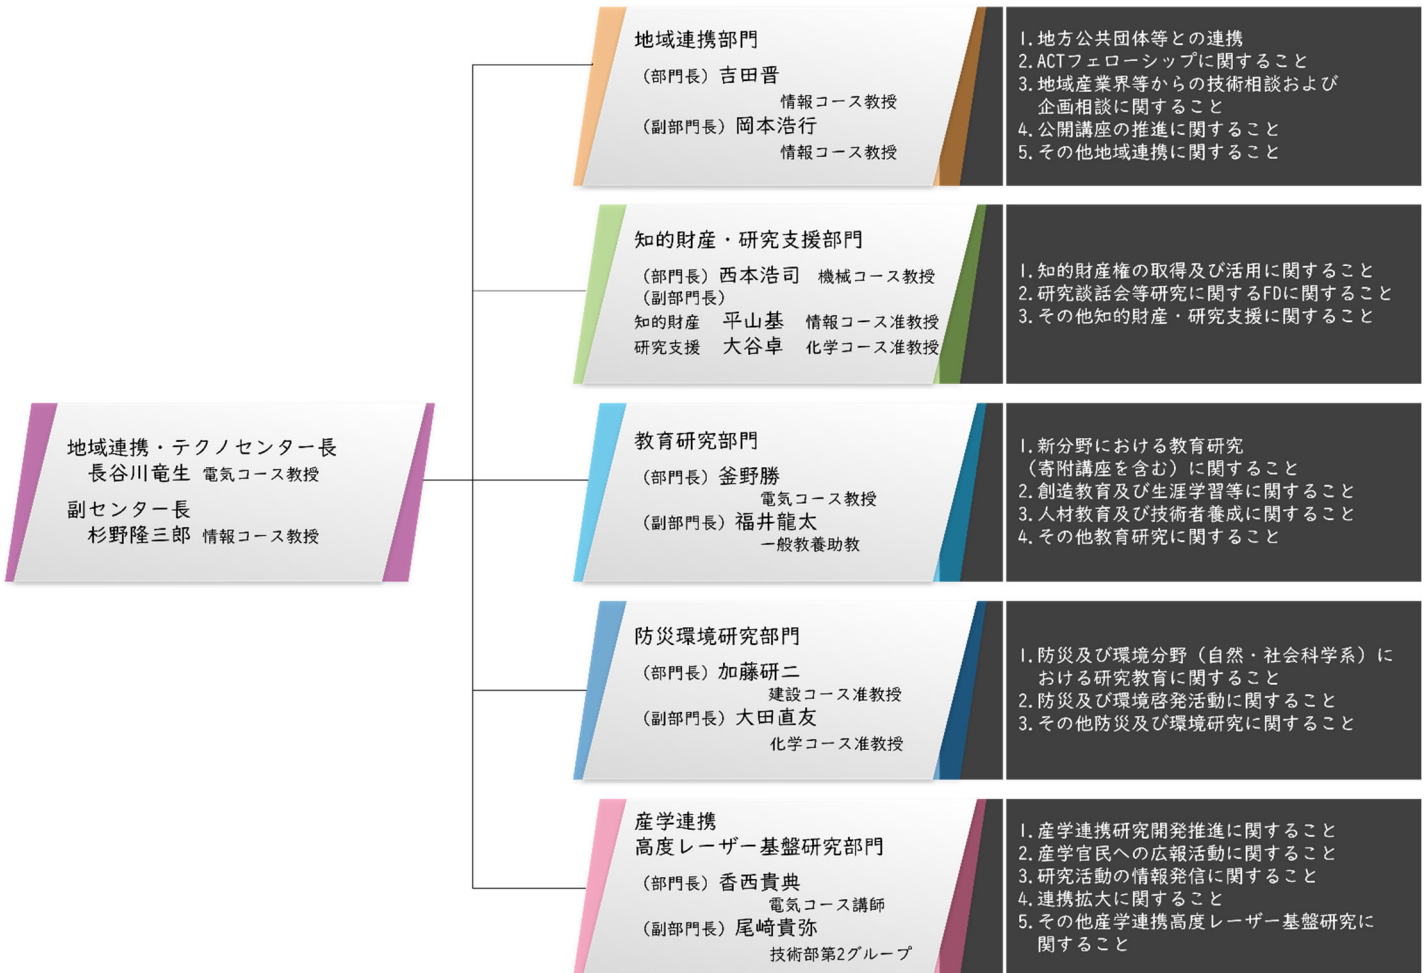 地域連携・テクノセンター長
長谷川竜生 電気コース教授
副センター長
杉野隆三郎 情報コース教授
地域連携部門
(部門長) 吉田晋
情報コース教授
(副部門長) 岡本浩行
情報コース教授
1.地方公共団体等との連携
2.ACTフェローシップに関すること
3.地域産業界等からの技術相談および
企画相談に関すること
4.公開講座の推進に関すること
5.その他地域連携に関すること
知的財産・研究支援部門
(部門長) 西本浩司 機械コース教授
(副部門長)
知的財産 平山基 情報コース准教授
研究支援 大谷卓 化学コース准教授
1.知的財産権の取得及び活用に関すること
2.研究談話会等研究に関するFDに関すること
3.その他知的財産・研究支援に関すること
教育研究部門
(部門長) 釜野勝
電気コース教授
(副部門長) 福井龍太
一般教養助教
1.新分野における教育研究
(寄附講座を含む) に関すること
2.創造教育及び生涯学習等に関すること
3.人材教育及び技術者養成に関すること
4.その他教育研究に関すること
防災環境研究部門
(部門長) 加藤研二
建設コース准教授
(副部門長) 大田直友
化学コース准教授
1.防災及び環境分野 (自然・社会科学系) に
おける研究教育に関すること
2.防災及び環境啓発活動に関すること
3.その他防災及び環境研究に関すること
産学連携
高度レーザー基盤研究部門
(部門長) 香西貴典
電気コース講師
(副部門長) 尾﨑貴弥
技術部第2グループ
1.産学連携研究開発推進に関すること
2.産学官民への広報活動に関すること
3.研究活動の情報発信に関すること
4.連携拡大に関すること
5.その他産学連携高度レーザー基盤研究に
関すること